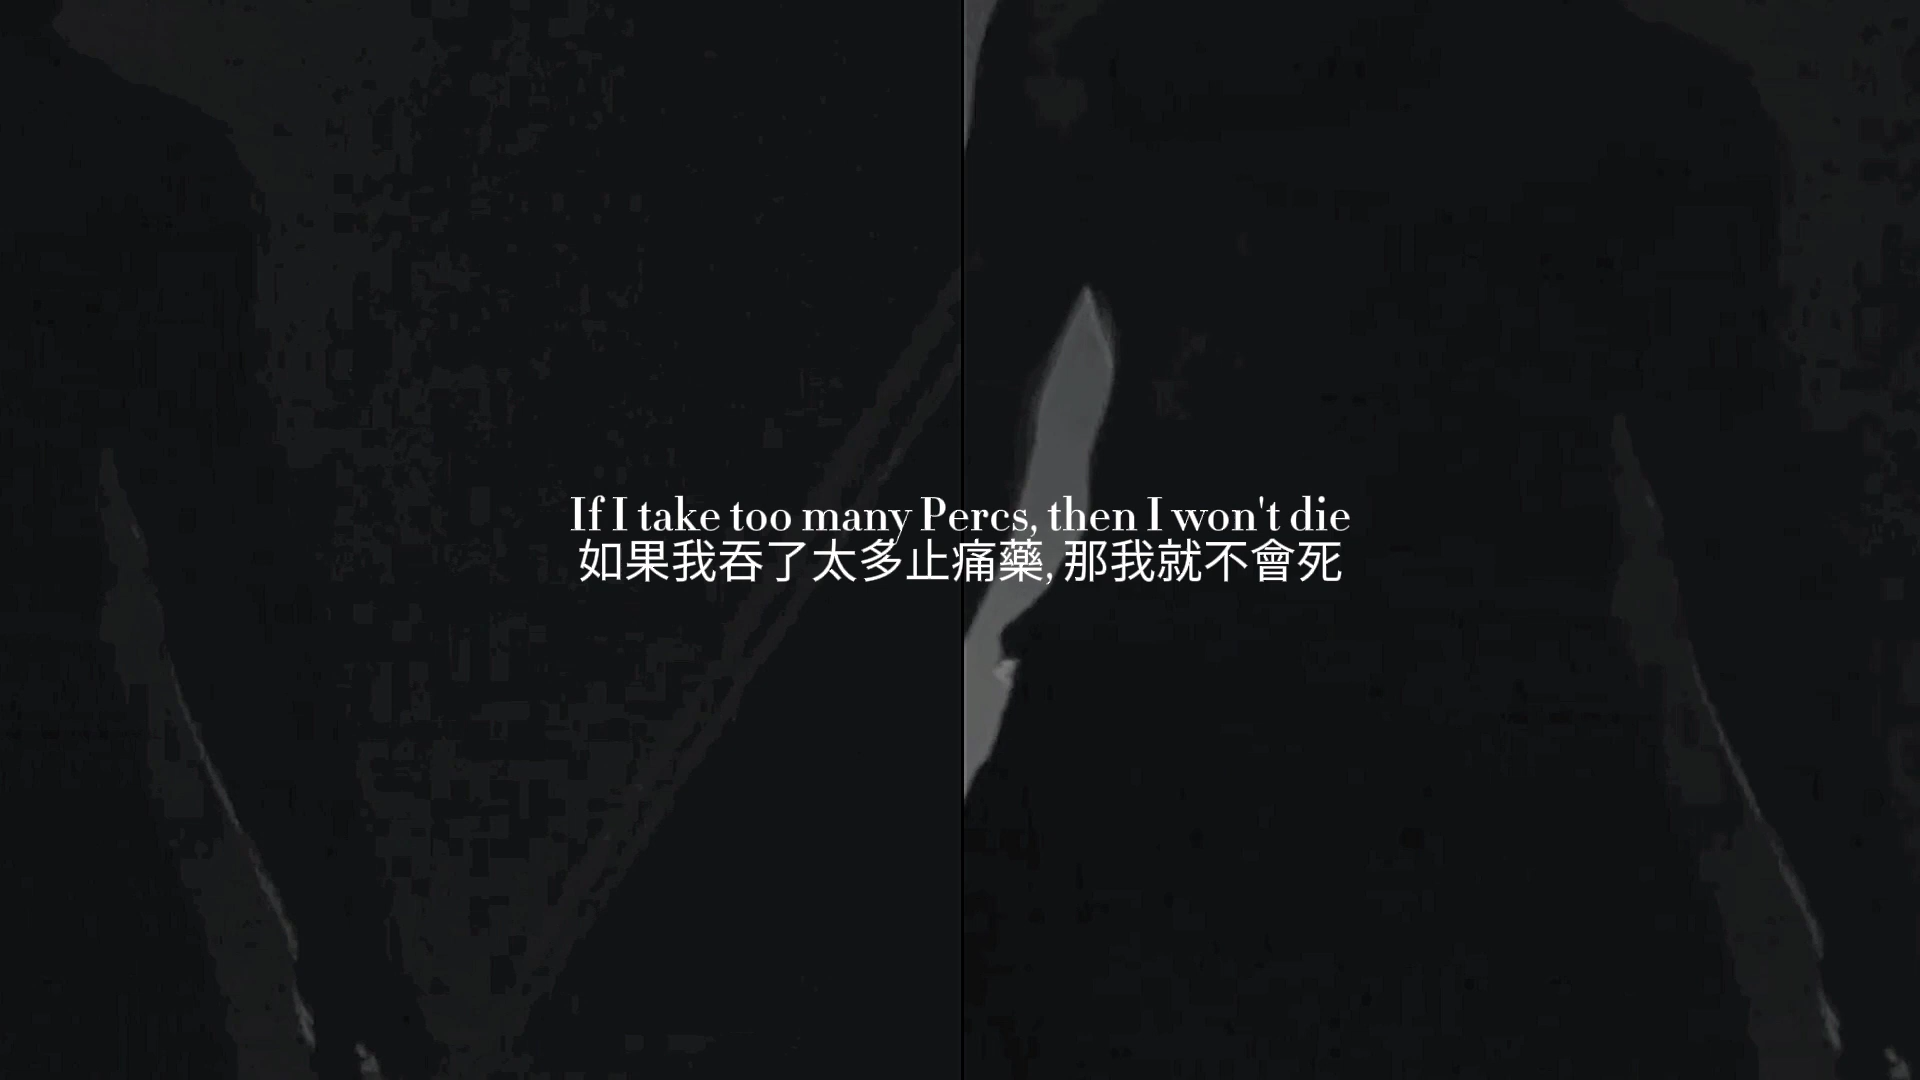 If I take too many Percs, then I won't die
如果我吞了太多止痛藥, 那我就不會死